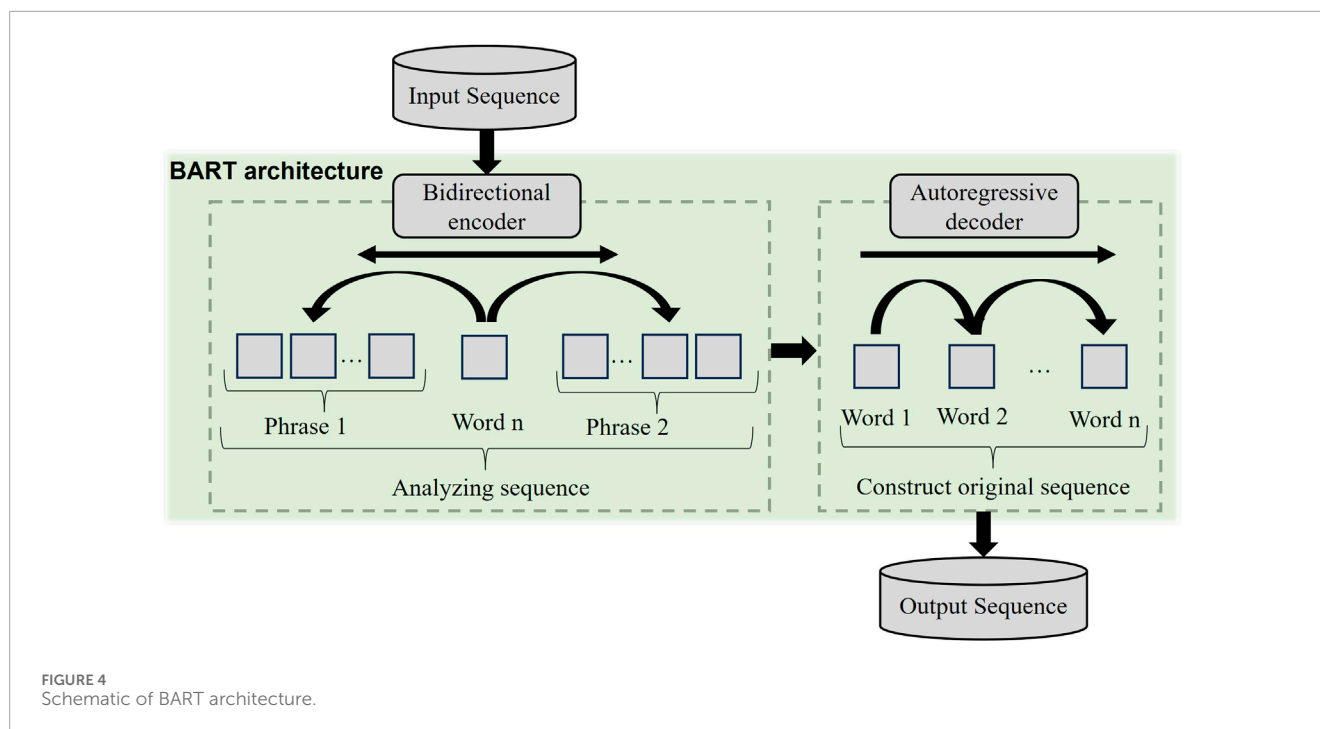 Input Sequence
BART architecture
Bidirectional
encoder
Autoregressive
decoder
...
...
...
Phrase 1
Word n
Phrase 2
Word 1
Word 2
Word n
Analyzing sequence
Construct original sequence
Output Sequence
FIGURE 4
Schematic of BART architecture.